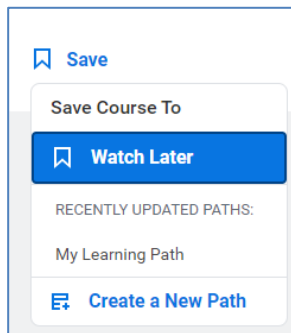 Save
Save Course To
Watch Later
RECENTLY UPDATED PATHS:
My Learning Path
Create a New Path